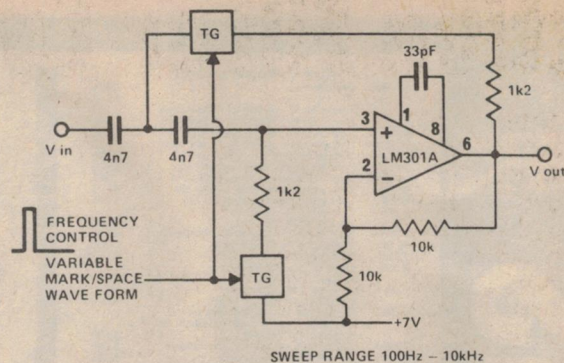 TG
33pF
1k2
1
3
+
8
V in
4n7
4n7
LM301A
6
2
−
V out
1k2
10k
FREQUENCY
CONTROL
VARIABLE
MARK/SPACE
WAVE FORM
TG
10k
+7V
SWEEP RANGE 100Hz – 10kHz